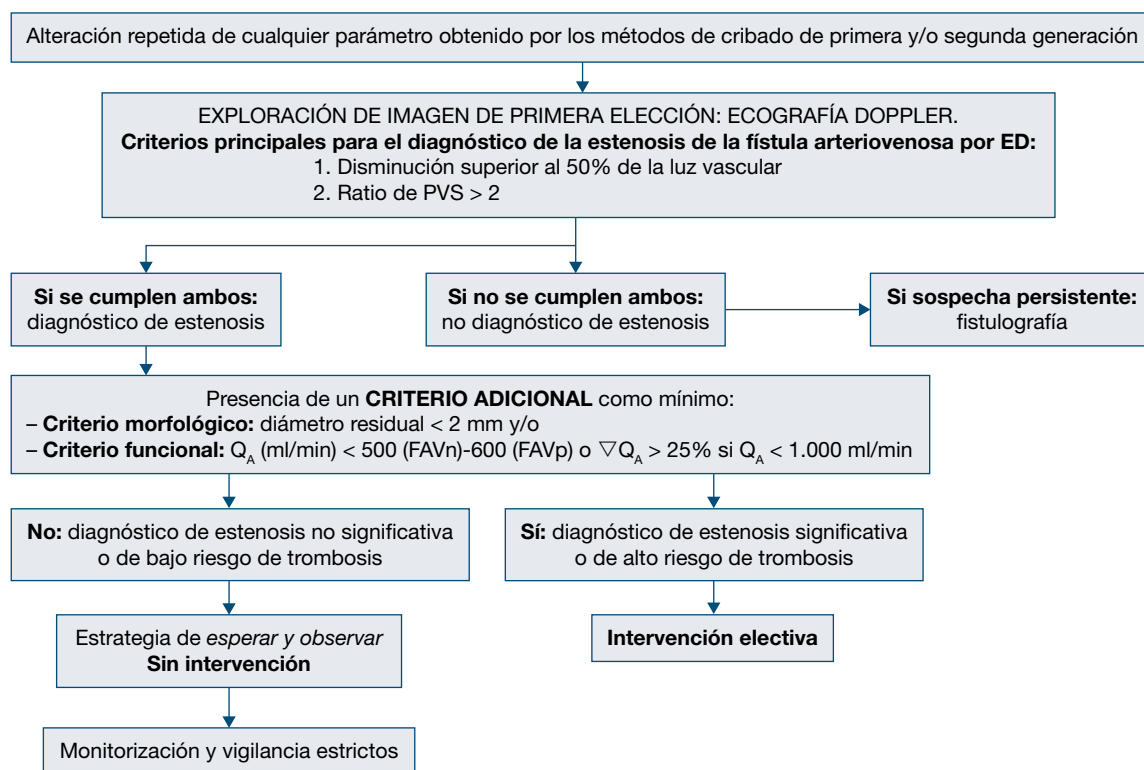 Alteración repetida de cualquier parámetro obtenido por los métodos de cribado de primera y/o segunda generación
EXPLORACIÓN DE IMAGEN DE PRIMERA ELECCIÓN: ECOGRAFÍA DOPPLER.
Criterios principales para el diagnóstico de la estenosis de la fístula arteriovenosa por ED:
1. Disminución superior al 50% de la luz vascular
2. Ratio de PVS > 2
Si se cumplen ambos:
diagnóstico de estenosis
Si no se cumplen ambos:
no diagnóstico de estenosis
Si sospecha persistente:
fistulografía
Presencia de un CRITERIO ADICIONAL como mínimo:
– Criterio morfológico: diámetro residual < 2 mm y/o
– Criterio funcional: QA (ml/min) < 500 (FAVn)-600 (FAVp) o ▽QA > 25% si QA < 1.000 ml/min
No: diagnóstico de estenosis no significativa
o de bajo riesgo de trombosis
Sí: diagnóstico de estenosis significativa
o de alto riesgo de trombosis
Estrategia de esperar y observar
Sin intervención
Intervención electiva
Monitorización y vigilancia estrictos